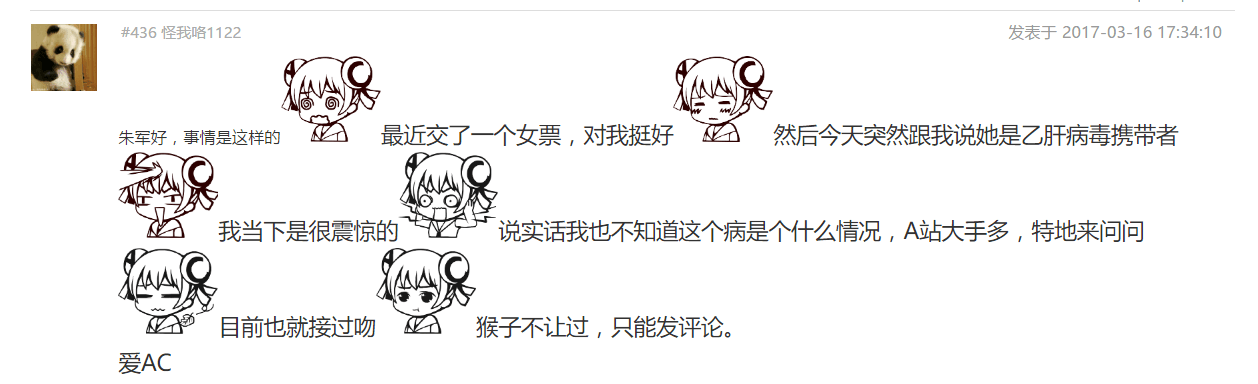 #436 怪我咯1122 发表于 2017-03-16 17:34:10
朱军好，事情是这样的 最近交了一个女票，对我挺好 然后今天突然跟我说她是乙肝病毒携带者
我当下是很震惊的 说实话我也不知道这个病是个什么情况，A站大手多，特地来问问
目前也就接过吻 猴子不让过，只能发评论。
爱AC